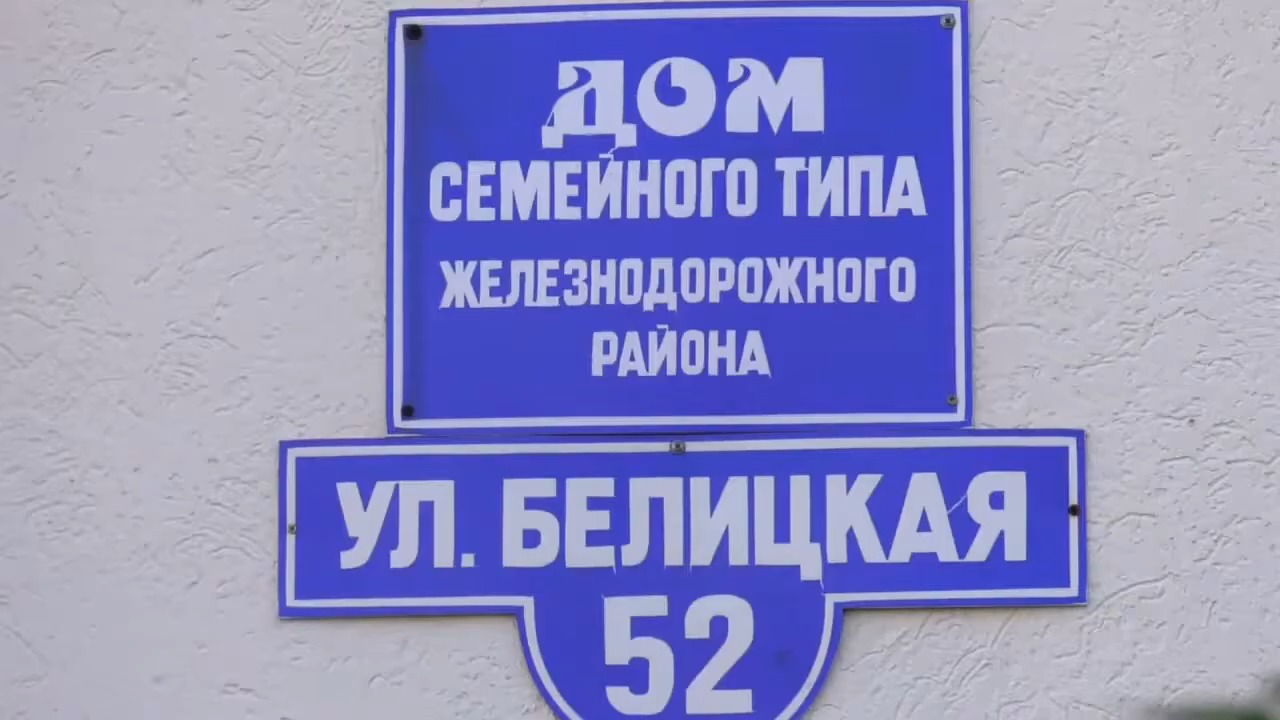 ДОМ
СЕМЕЙНОГО ТИПА
ЖЕЛЕЗНОДОРОЖНОГО
РАЙОНА
УЛ. БЕЛИЦКАЯ
52